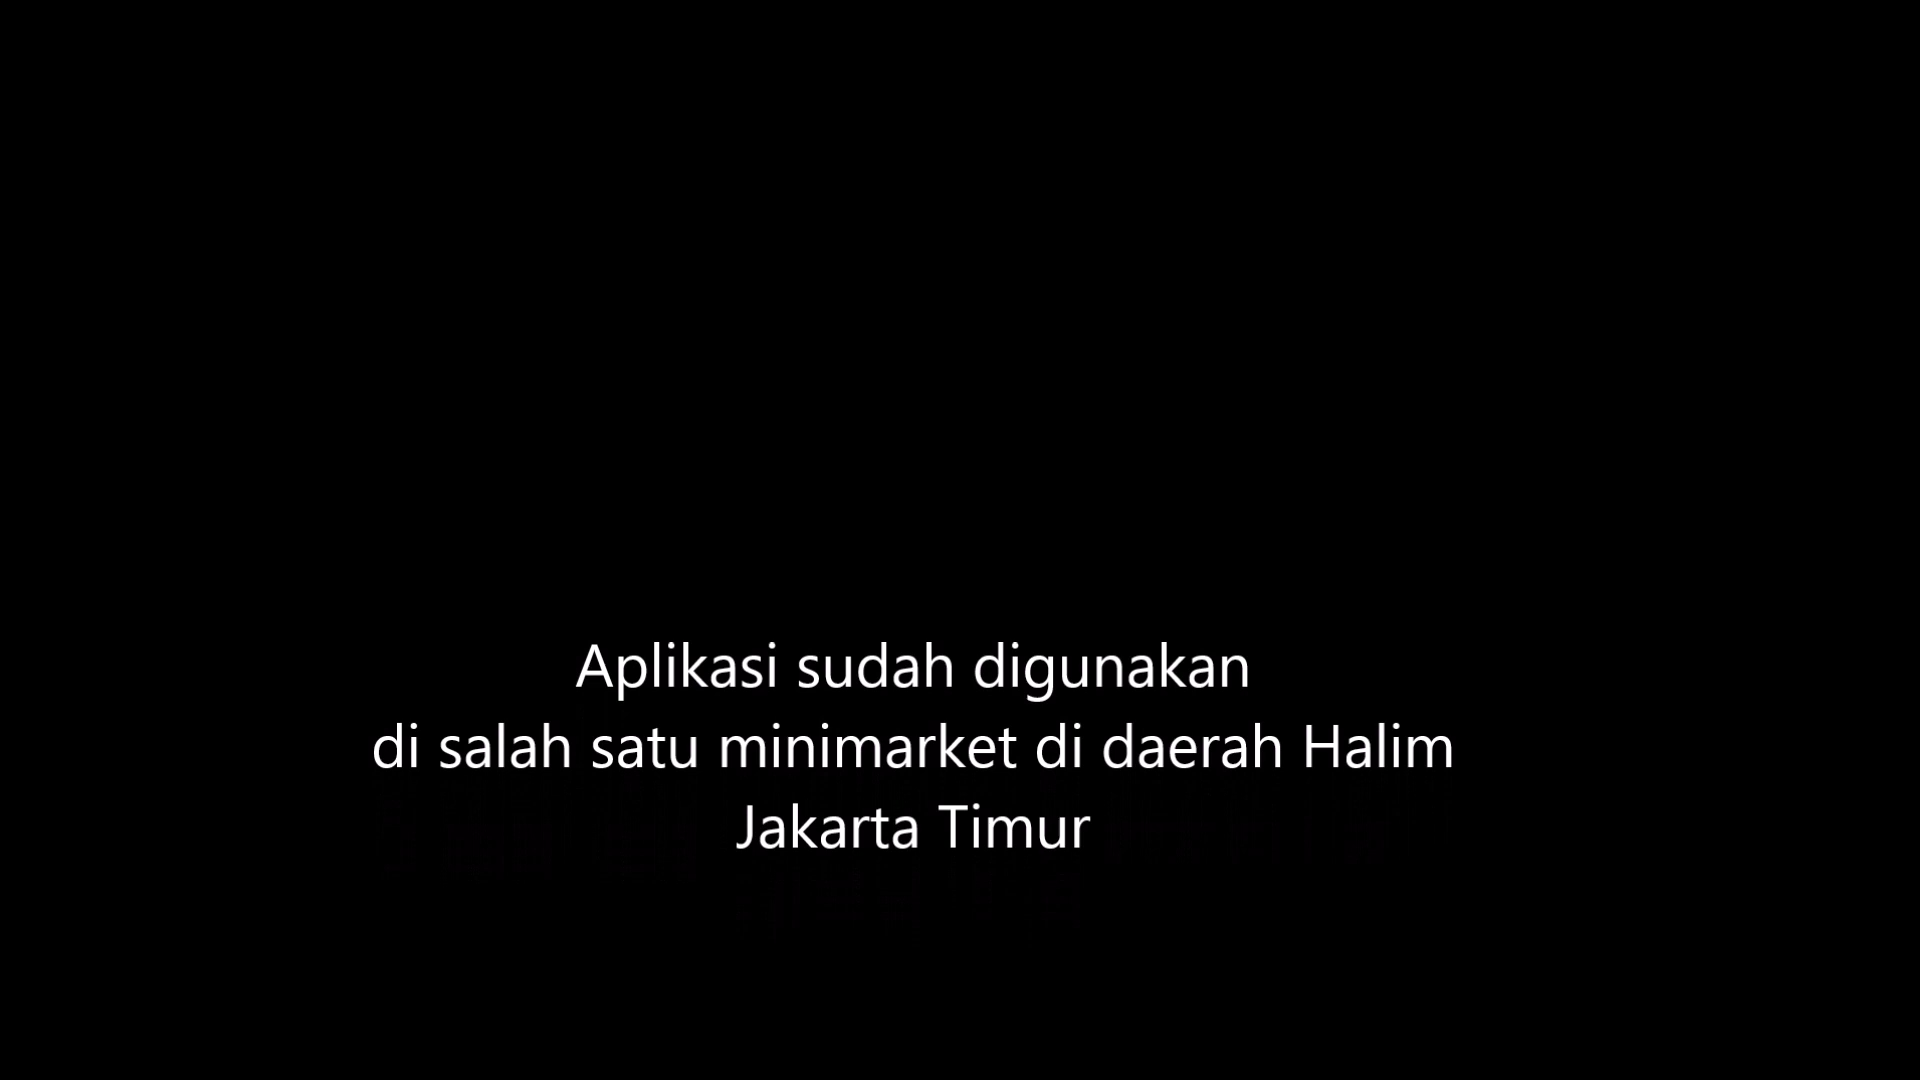 Aplikasi sudah digunakan
di salah satu minimarket di daerah Halim
Jakarta Timur